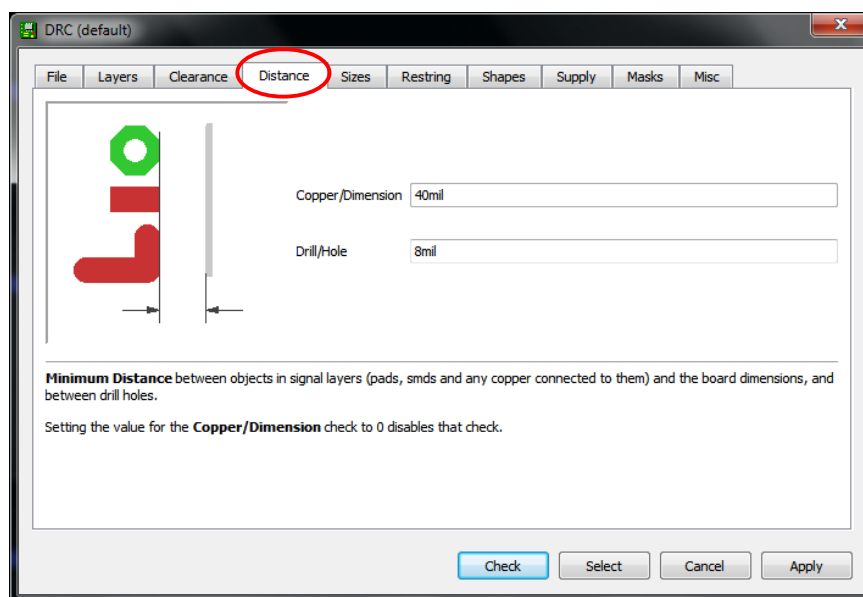 DRC (default)
File Layers Clearance Distance Sizes Restring Shapes Supply Masks Misc
Copper/Dimension 40mil
Drill/Hole 8mil
Minimum Distance between objects in signal layers (pads, smds and any copper connected to them) and the board dimensions, and
between drill holes.
Setting the value for the Copper/Dimension check to 0 disables that check.
Check Select Cancel Apply